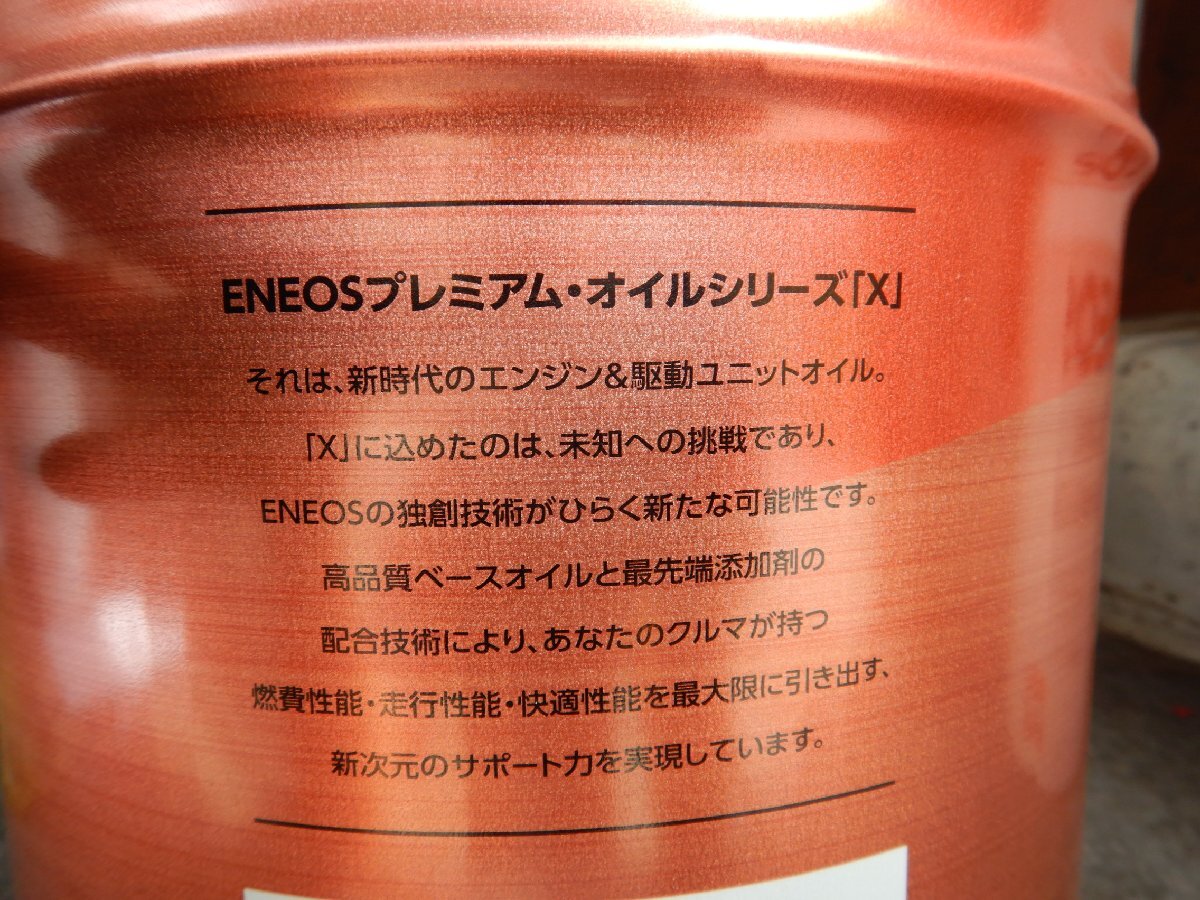 ENEOSプレミアム・オイルシリーズ「X」
それは、新時代のエンジン&駆動ユニットオイル。
「X」に込めたのは、未知への挑戦であり、
ENEOSの独創技術がひらく新たな可能性です。
高品質ベースオイルと最先端添加剤の
配合技術により、あなたのクルマが持つ
燃費性能・走行性能・快適性能を最大限に引き出す、
新次元のサポート力を実現しています。